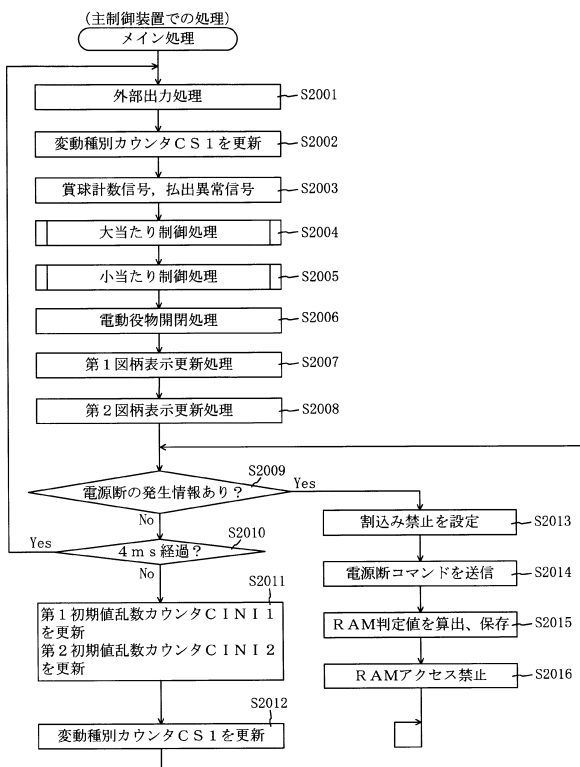 (主制御装置での処理)
メイン処理
外部出力処理 S2001
変動種別カウンタCS1を更新 S2002
賞球計数信号,払出異常信号 S2003
大当たり制御処理 S2004
小当たり制御処理 S2005
電動役物開閉処理 S2006
第1図柄表示更新処理 S2007
第2図柄表示更新処理 S2008
S2009
電源断の発生情報あり?
Yes
No
S2010
4ms経過?
Yes
No
S2011
第1初期値乱数カウンタCINI1
を更新
第2初期値乱数カウンタCINI2
を更新
S2012
変動種別カウンタCS1を更新
割込み禁止を設定 S2013
電源断コマンドを送信 S2014
RAM判定値を算出、保存 S2015
RAMアクセス禁止 S2016